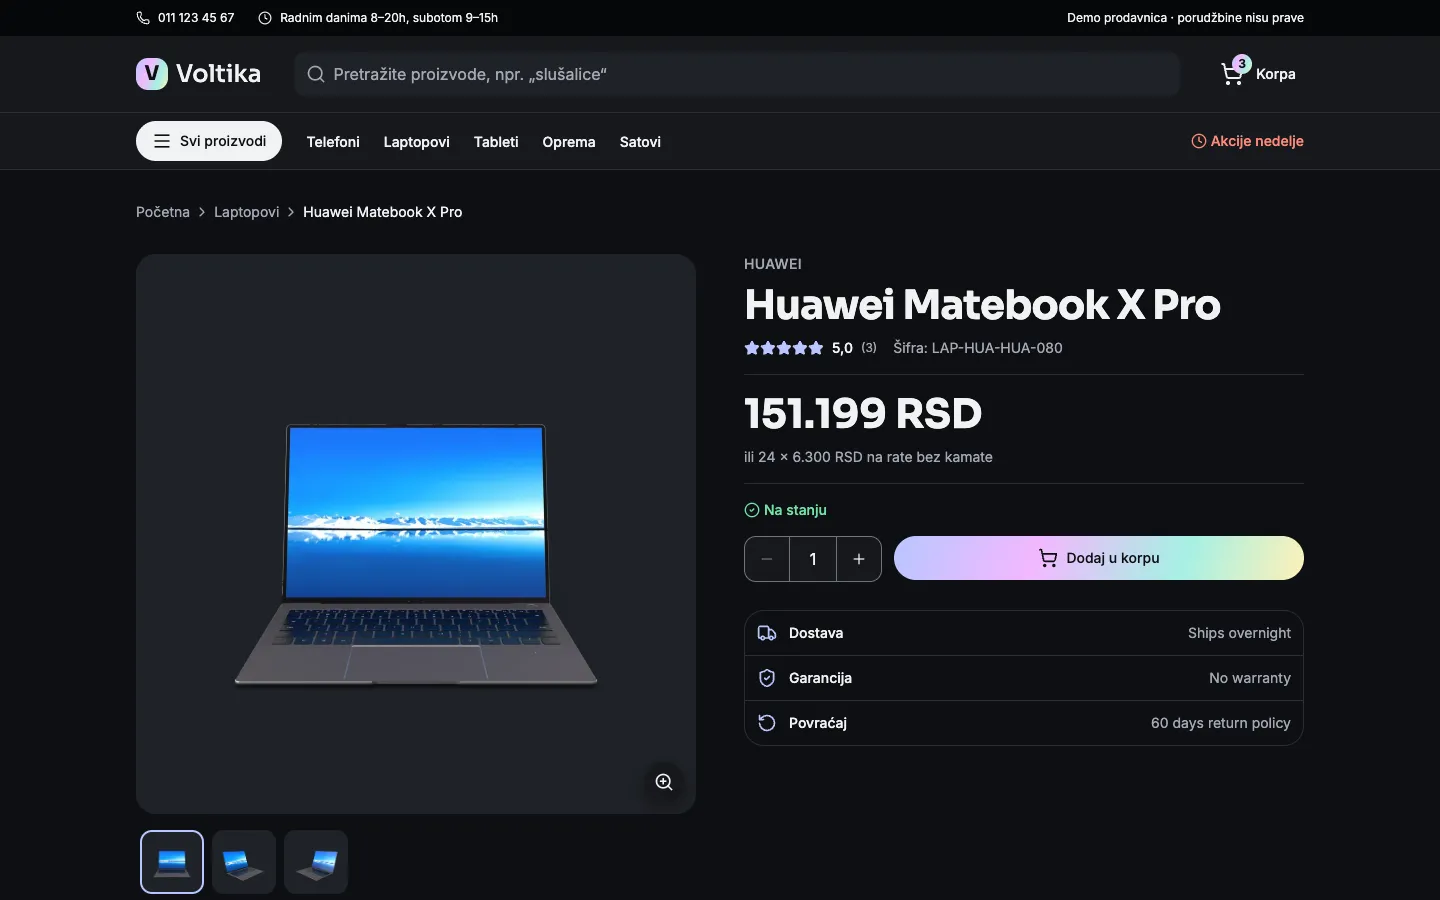 011 123 45 67
Radnim danima 8–20h, subotom 9–15h
Demo prodavnica · porudžbine nisu prave
V Voltika
Pretražite proizvode, npr. „slušalice“
3
Korpa
Svi proizvodi
Telefoni
Laptopovi
Tableti
Oprema
Satovi
Akcije nedelje
Početna > Laptopovi > Huawei Matebook X Pro
HUAWEI
Huawei Matebook X Pro
5,0 (3) Šifra: LAP-HUA-HUA-080
151.199 RSD
ili 24 × 6.300 RSD na rate bez kamate
Na stanju
− 1 +
Dodaj u korpu
Dostava Ships overnight
Garancija No warranty
Povraćaj 60 days return policy